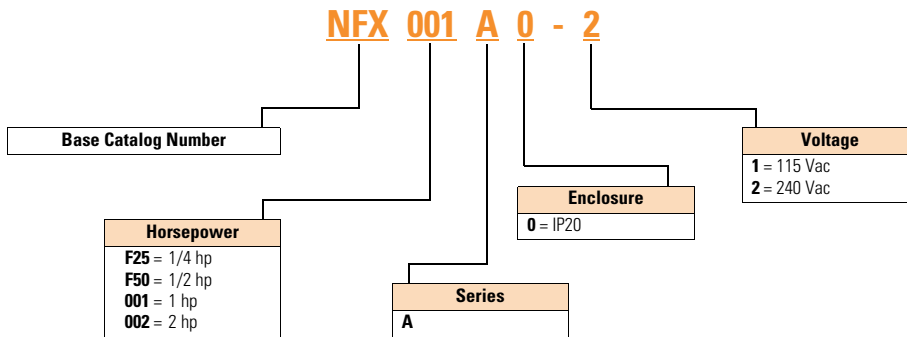 NFX 001 A 0 - 2
Base Catalog Number
Horsepower
F25 = 1/4 hp
F50 = 1/2 hp
001 = 1 hp
002 = 2 hp
Series
A
Enclosure
0 = IP20
Voltage
1 = 115 Vac
2 = 240 Vac